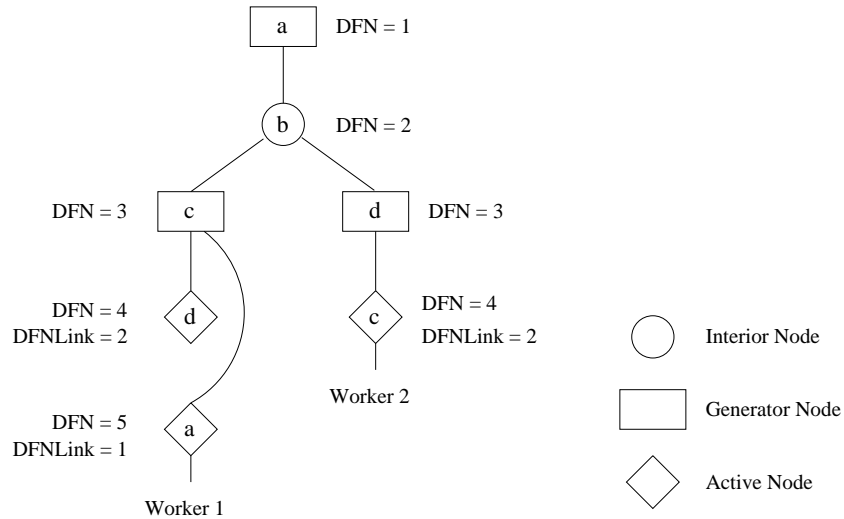 a DFN = 1
b DFN = 2
DFN = 3 c d DFN = 3
DFN = 4
DFNLink = 2
d
c
DFN = 4
DFNLink = 2
Interior Node
Worker 2
Generator Node
DFN = 5
DFNLink = 1
a
Active Node
Worker 1